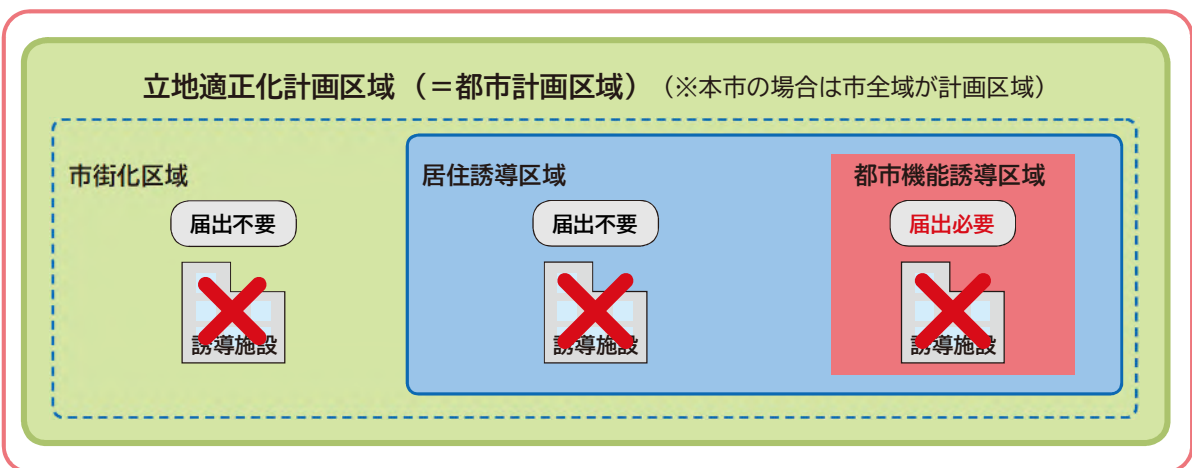 立地適正化計画区域（＝都市計画区域）（※本市の場合は市全域が計画区域）
市街化区域
届出不要
誘導施設
居住誘導区域
届出不要
誘導施設
都市機能誘導区域
届出必要
誘導施設